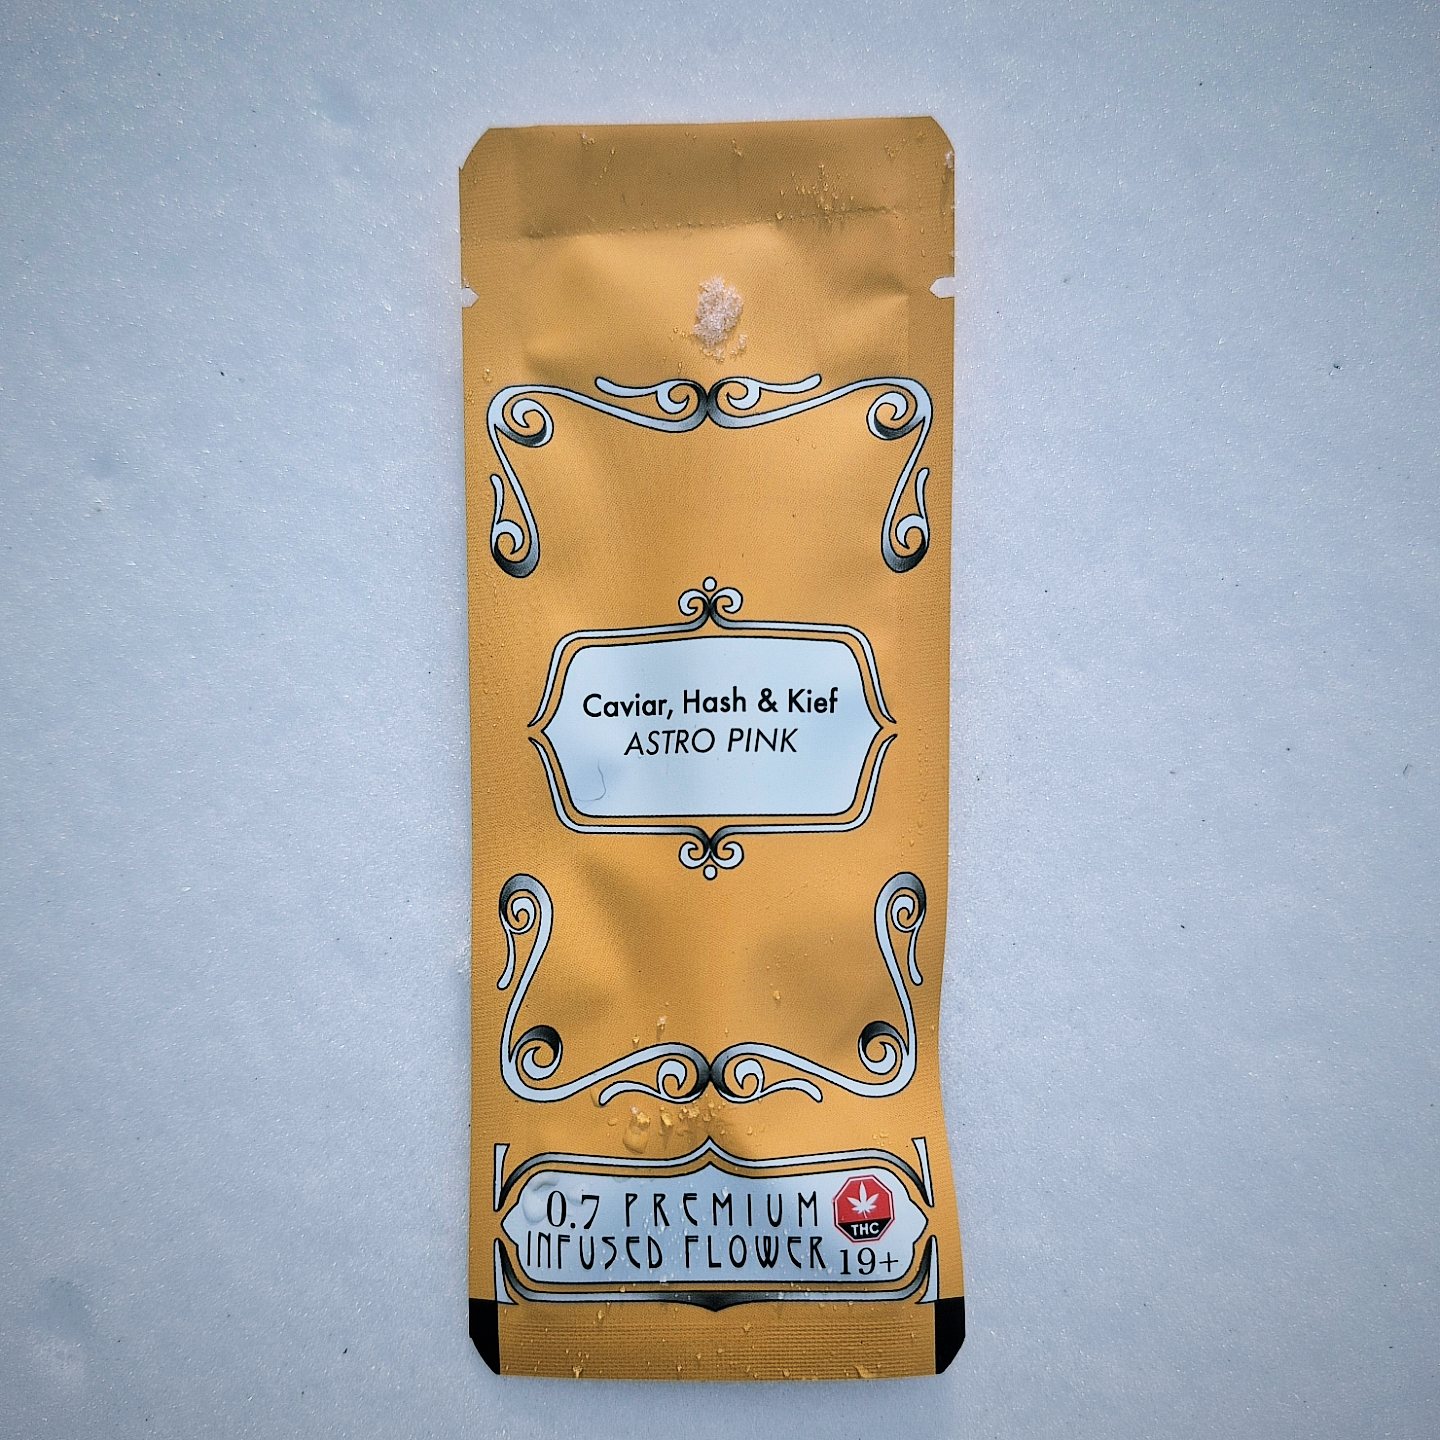 Caviar, Hash & Kief
ASTRO PINK
0.7 PREMIUM
INFUSED FLOWER
THC
19+